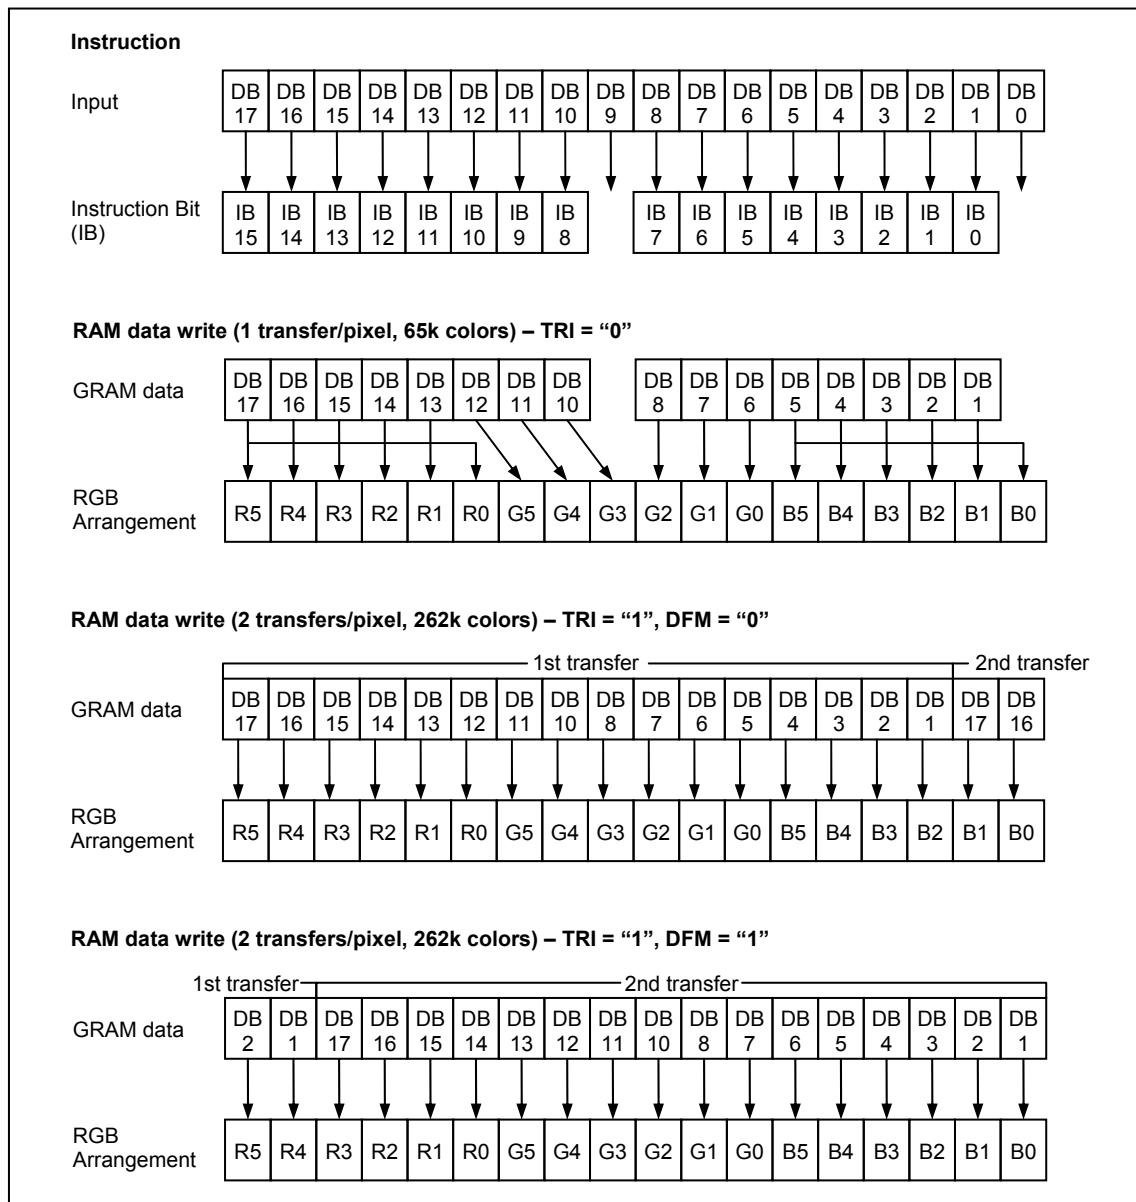 Instruction
Input
DB 17 DB 16 DB 15 DB 14 DB 13 DB 12 DB 11 DB 10 DB 9 DB 8 DB 7 DB 6 DB 5 DB 4 DB 3 DB 2 DB 1 DB 0
Instruction Bit
(IB)
IB 15 IB 14 IB 13 IB 12 IB 11 IB 10 IB 9 IB 8 IB 7 IB 6 IB 5 IB 4 IB 3 IB 2 IB 1 IB 0
RAM data write (1 transfer/pixel, 65k colors) – TRI = “0”
GRAM data
DB 17 DB 16 DB 15 DB 14 DB 13 DB 12 DB 11 DB 10 DB 8 DB 7 DB 6 DB 5 DB 4 DB 3 DB 2 DB 1
RGB
Arrangement
R5 R4 R3 R2 R1 R0 G5 G4 G3 G2 G1 G0 B5 B4 B3 B2 B1 B0
RAM data write (2 transfers/pixel, 262k colors) – TRI = “1”, DFM = “0”
1st transfer 2nd transfer
GRAM data
DB 17 DB 16 DB 15 DB 14 DB 13 DB 12 DB 11 DB 10 DB 8 DB 7 DB 6 DB 5 DB 4 DB 3 DB 2 DB 1 DB 17 DB 16
RGB
Arrangement
R5 R4 R3 R2 R1 R0 G5 G4 G3 G2 G1 G0 B5 B4 B3 B2 B1 B0
RAM data write (2 transfers/pixel, 262k colors) – TRI = “1”, DFM = “1”
1st transfer 2nd transfer
GRAM data
DB 2 DB 1 DB 17 DB 16 DB 15 DB 14 DB 13 DB 12 DB 11 DB 10 DB 8 DB 7 DB 6 DB 5 DB 4 DB 3 DB 2 DB 1
RGB
Arrangement
R5 R4 R3 R2 R1 R0 G5 G4 G3 G2 G1 G0 B5 B4 B3 B2 B1 B0